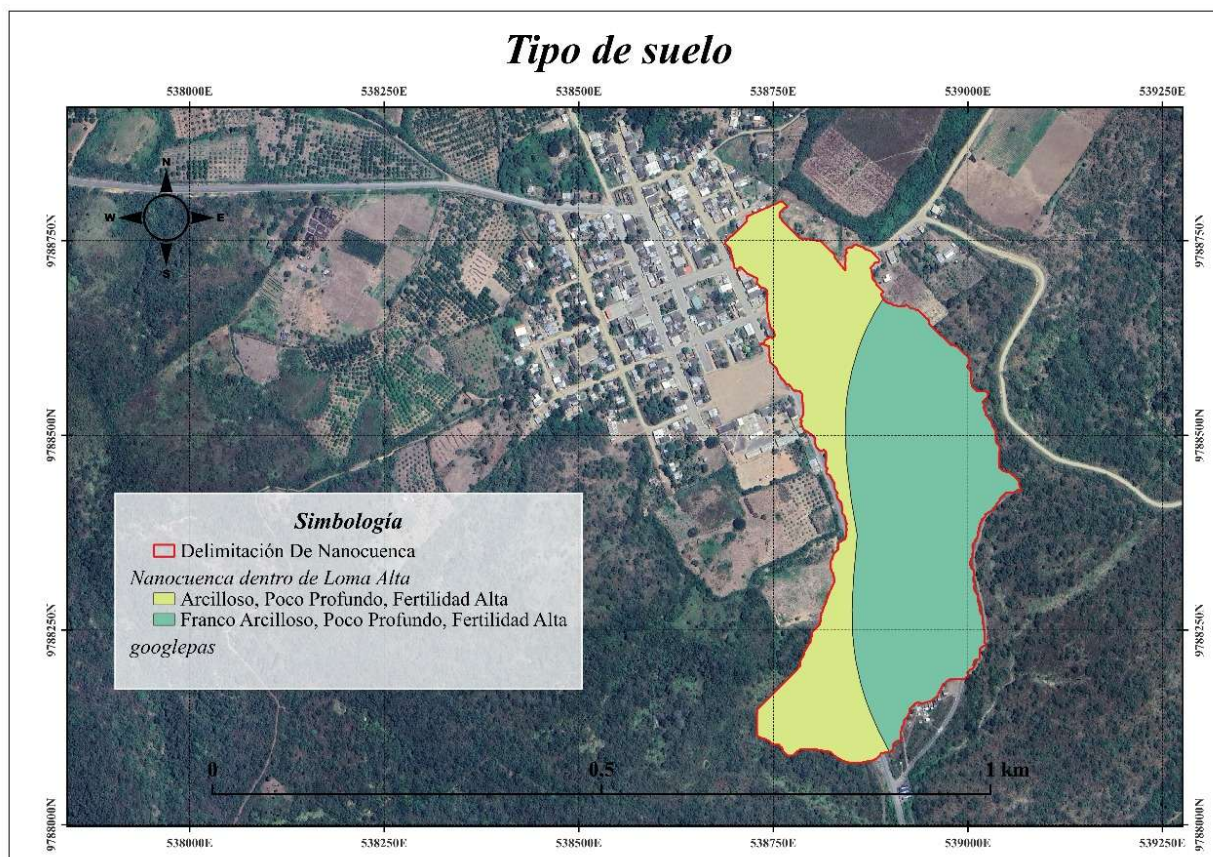 Tipo de suelo
538000E 538250E 538500E 538750E 539000E 539250E
N
W E
S
9788750N 9788750N
9788500N 9788500N
Simbología
Delimitación De Nanocuenca
Nanocuenca dentro de Loma Alta
Arcilloso, Poco Profundo, Fertilidad Alta
Franco Arcilloso, Poco Profundo, Fertilidad Alta
googlepas
9788250N 9788250N
0 0.5 1 km
9788000N 9788000N
538000E 538250E 538500E 538750E 539000E 539250E